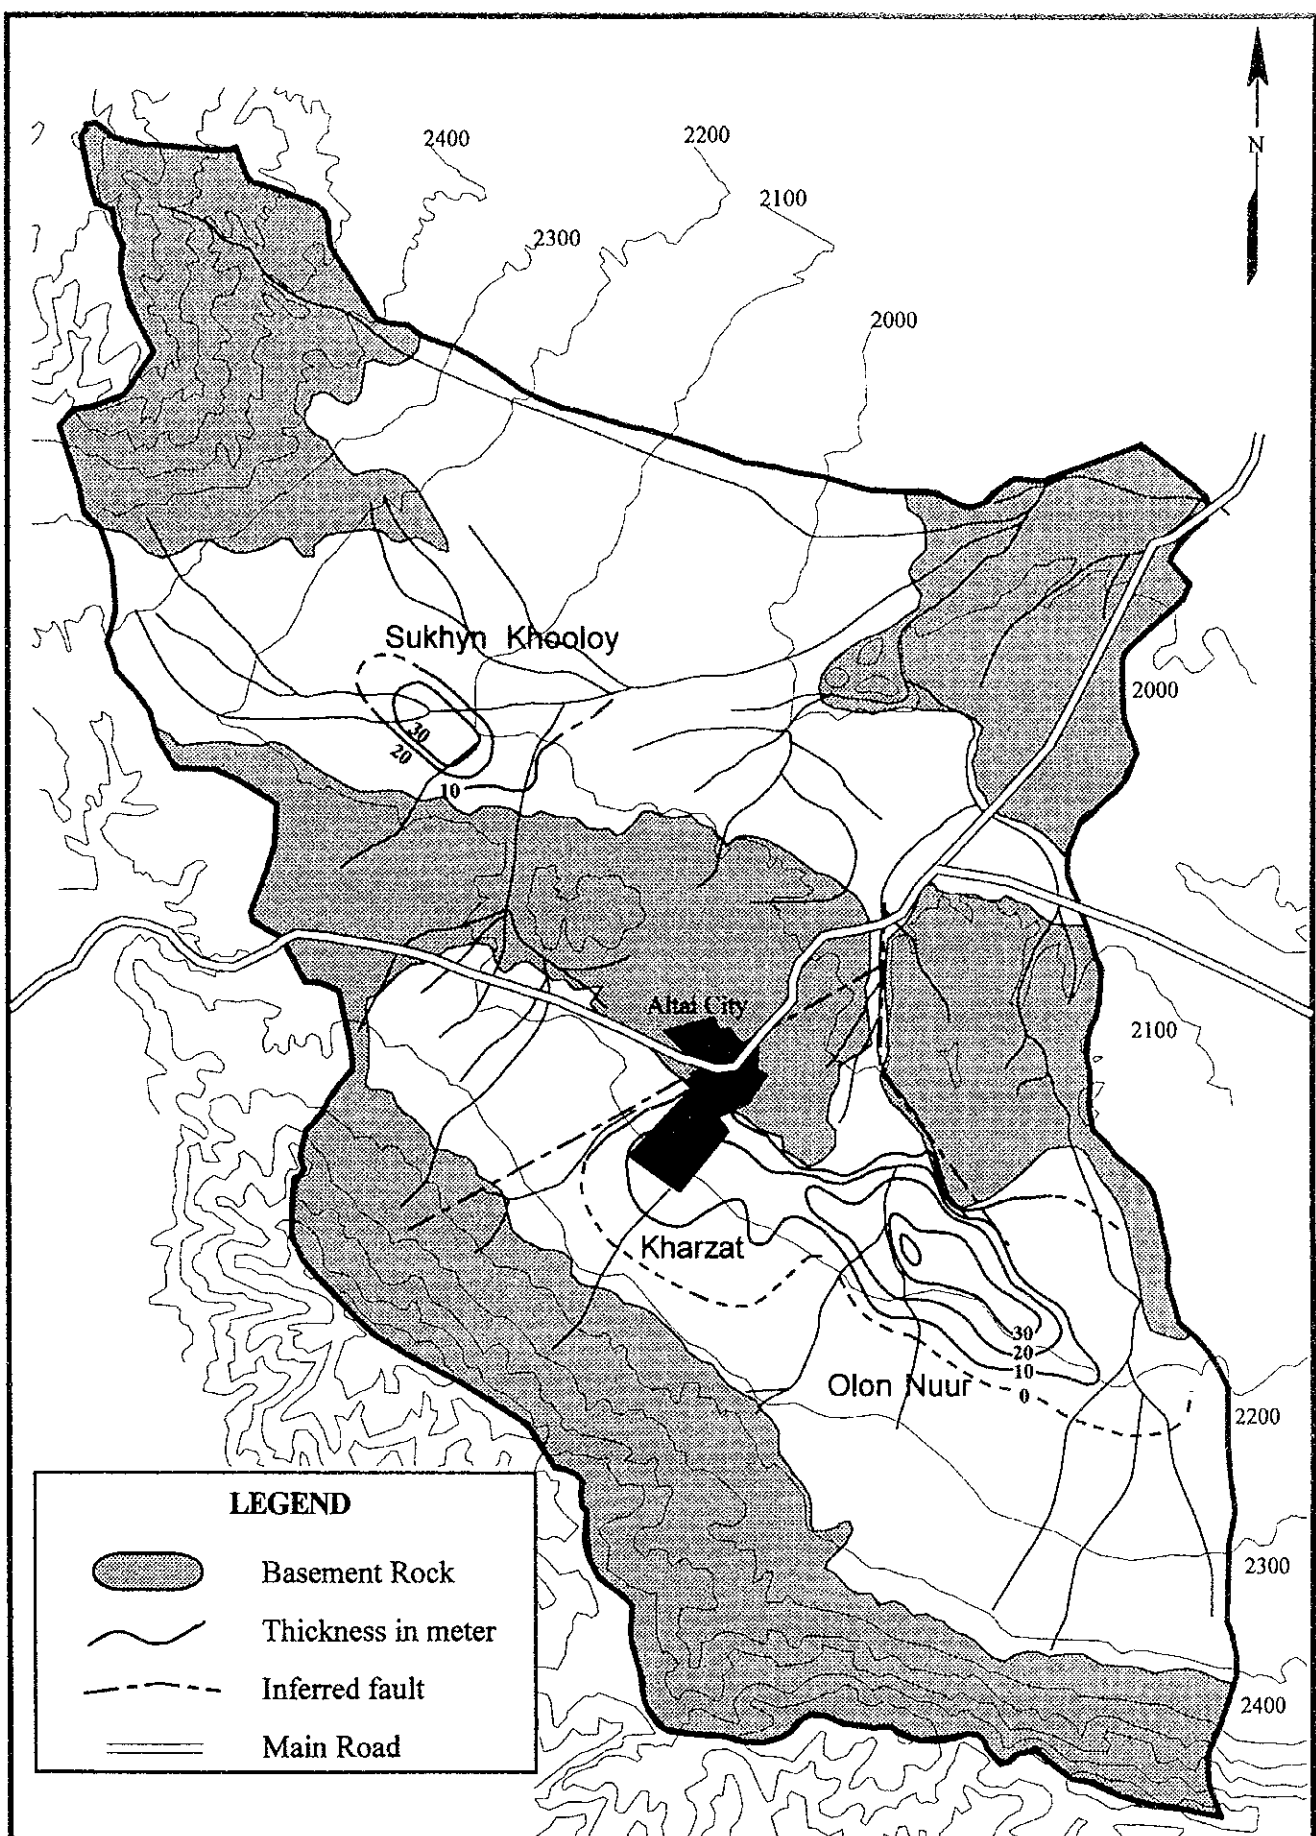 2400
2200
N
2100
2300
2000
Sukhyn Khooloy
2000
30
20
10
Altai City
2100
Kharzat
30
20
10
Olon Nuur
0
2200
LEGEND
2300
Basement Rock
Thickness in meter
Inferred fault
2400
Main Road